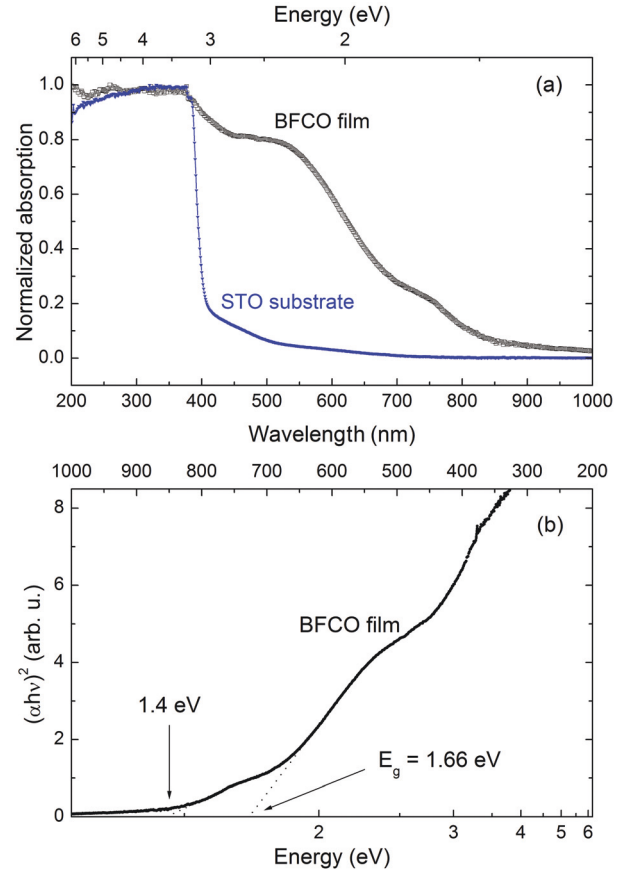 Energy (eV)
6 5 4 3 2
(a)
BFCO film
STO substrate
Normalized absorption
1.0
0.8
0.6
0.4
0.2
0.0
200 300 400 500 600 700 800 900 1000
Wavelength (nm)
1000 900 800 700 600 500 400 300 200
(b)
BFCO film
1.4 eV
E_g = 1.66 eV
(αhν)² (arb. u.)
8
6
4
2
0
2 3 4 5 6
Energy (eV)